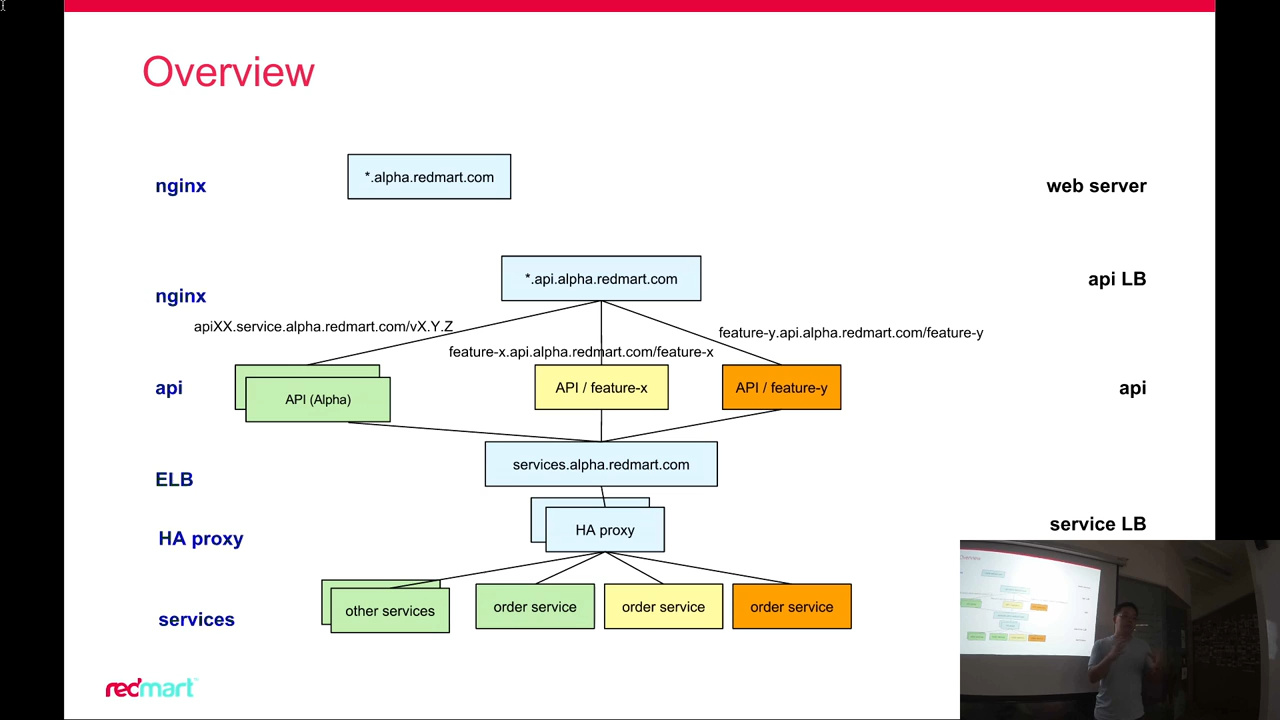 Overview
nginx
*.alpha.redmart.com
web server
nginx
*.api.alpha.redmart.com
api LB
apiXX.service.alpha.redmart.com/vX.Y.Z
feature-x.api.alpha.redmart.com/feature-x
feature-y.api.alpha.redmart.com/feature-y
api
API (Alpha)
API / feature-x
API / feature-y
api
ELB
services.alpha.redmart.com
HA proxy
HA proxy
service LB
services
other services
order service
order service
order service
redmart